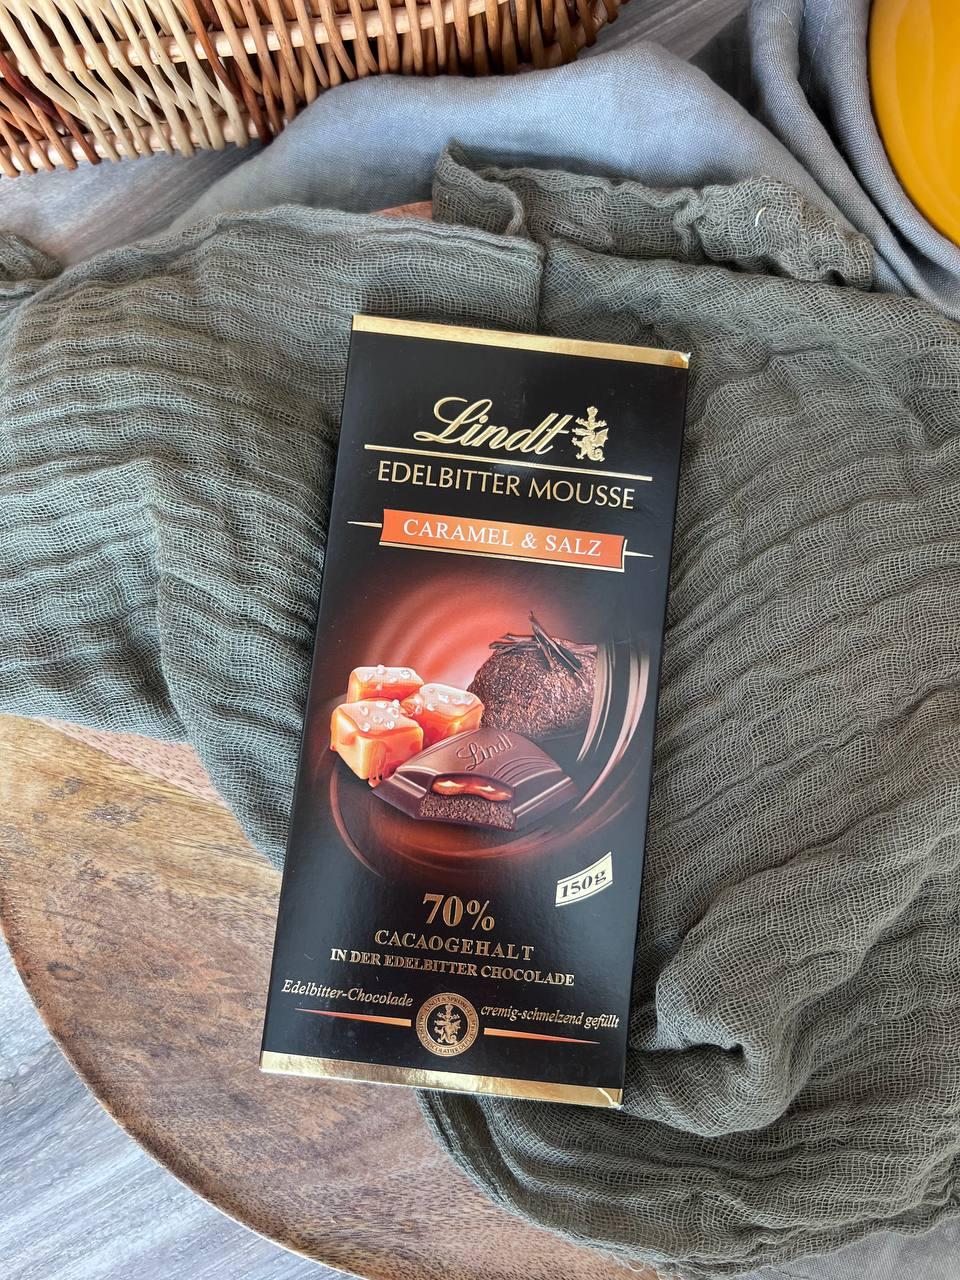 Lindt
EDELBITTER MOUSSE
CARAMEL & SALZ
Lindt
150g
70%
CACAOGEHALT
IN DER EDELBITTER CHOCOLADE
Edelbitter-Chocolade
cremig-schmelzend gefüllt